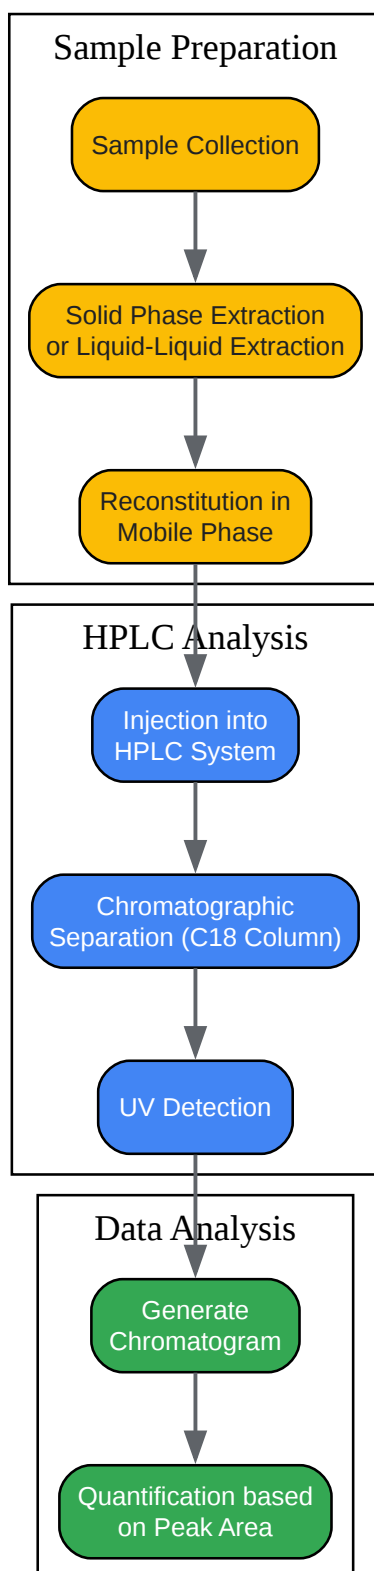 Sample Preparation
Sample Collection
Solid Phase Extraction
or Liquid-Liquid Extraction
Reconstitution in
Mobile Phase
HPLC Analysis
Injection into
HPLC System
Chromatographic
Separation (C18 Column)
UV Detection
Data Analysis
Generate
Chromatogram
Quantification based
on Peak Area